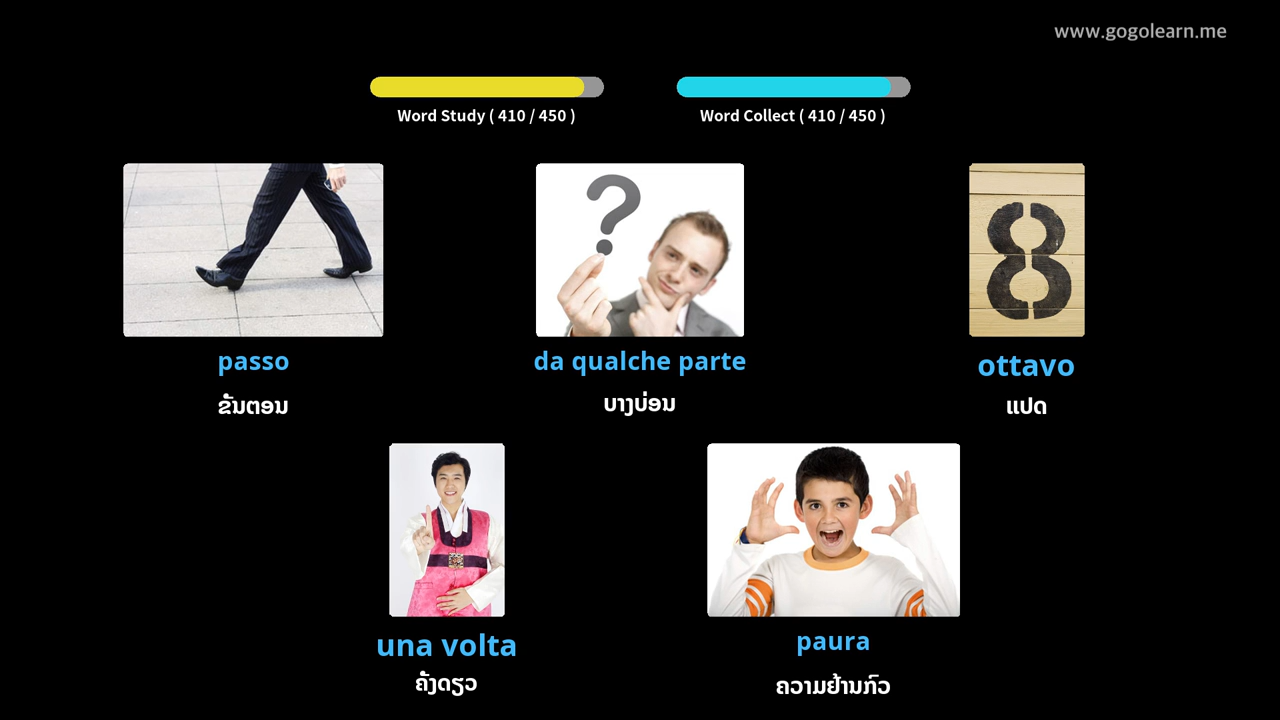 www.gogolearn.me
Word Study ( 410 / 450 )
Word Collect ( 410 / 450 )
passo
ຂັ້ນຕອນ
da qualche parte
ບາງບ່ອນ
ottavo
ແປດ
una volta
ຄັ້ງດຽວ
paura
ຄວາມຢ້ານກົວ